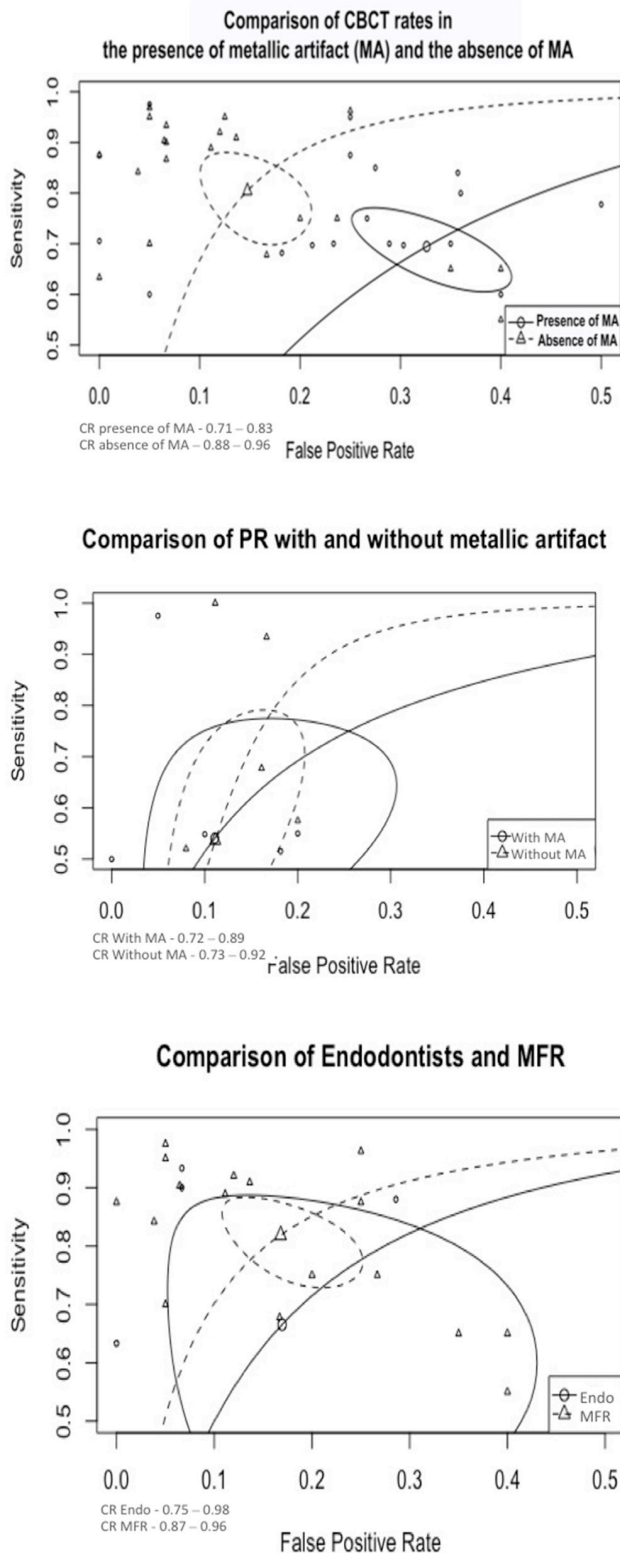 Comparison of CBCT rates in
the presence of metallic artifact (MA) and the absence of MA
Sensitivity
1.0
0.9
0.8
0.7
0.6
0.5
Presence of MA
Absence of MA
0.0 0.1 0.2 0.3 0.4 0.5
CR presence of MA - 0.71 – 0.83
CR absence of MA – 0.88 – 0.96
False Positive Rate
Comparison of PR with and without metallic artifact
Sensitivity
1.0
0.9
0.8
0.7
0.6
0.5
With MA
Without MA
0.0 0.1 0.2 0.3 0.4 0.5
CR With MA - 0.72 – 0.89
CR Without MA - 0.73 – 0.92
False Positive Rate
Comparison of Endodontists and MFR
Sensitivity
1.0
0.9
0.8
0.7
0.6
0.5
Endo
MFR
0.0 0.1 0.2 0.3 0.4 0.5
CR Endo - 0.75 – 0.98
CR MFR - 0.87 – 0.96
False Positive Rate